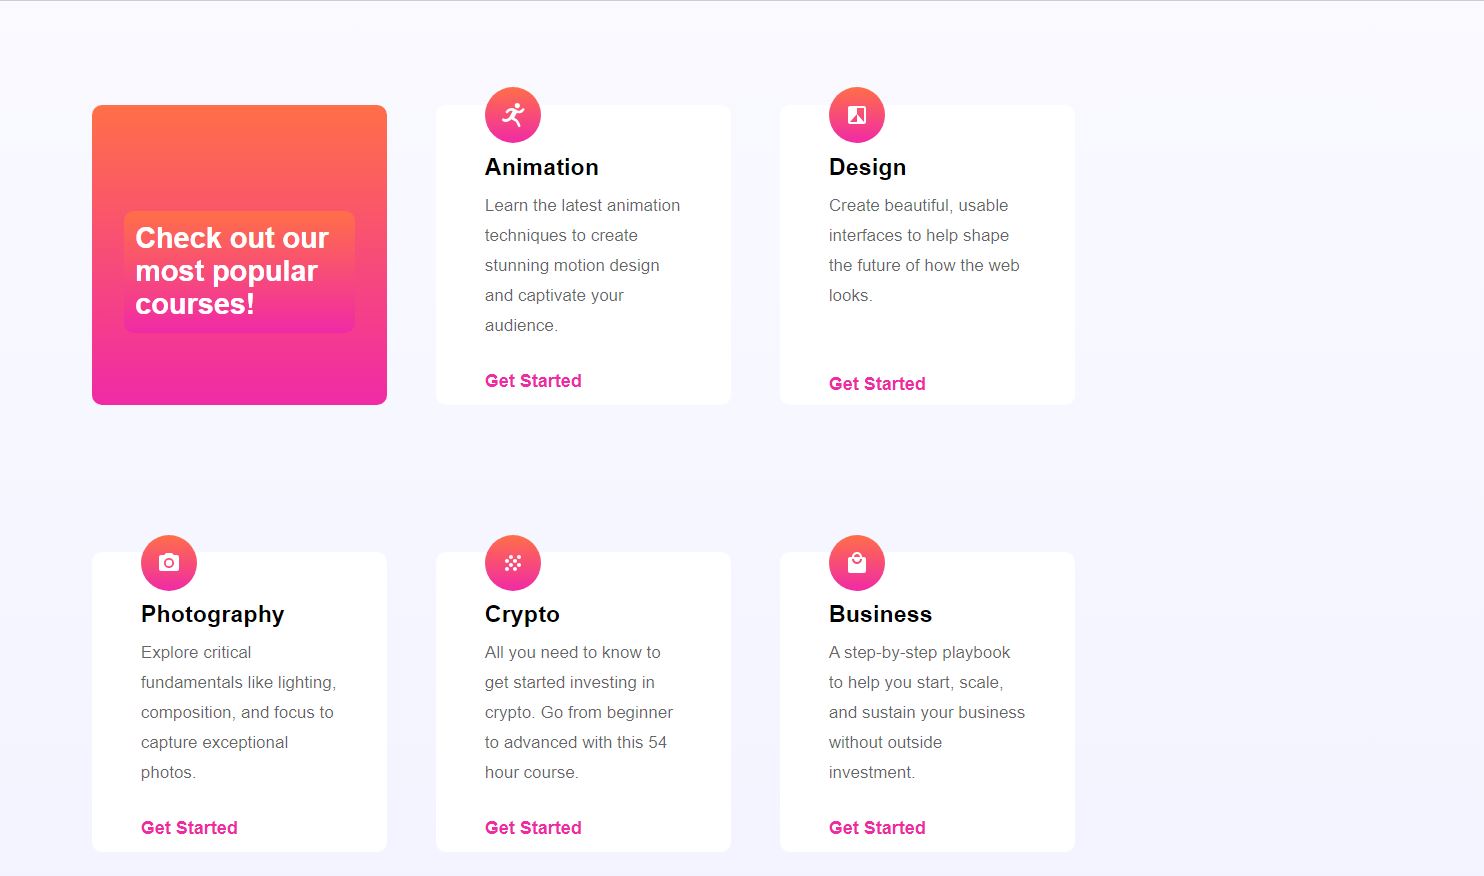 Check out our
most popular
courses!
Animation
Learn the latest animation
techniques to create
stunning motion design
and captivate your
audience.
Get Started
Design
Create beautiful, usable
interfaces to help shape
the future of how the web
looks.
Get Started
Photography
Explore critical
fundamentals like lighting,
composition, and focus to
capture exceptional
photos.
Get Started
Crypto
All you need to know to
get started investing in
crypto. Go from beginner
to advanced with this 54
hour course.
Get Started
Business
A step-by-step playbook
to help you start, scale,
and sustain your business
without outside
investment.
Get Started